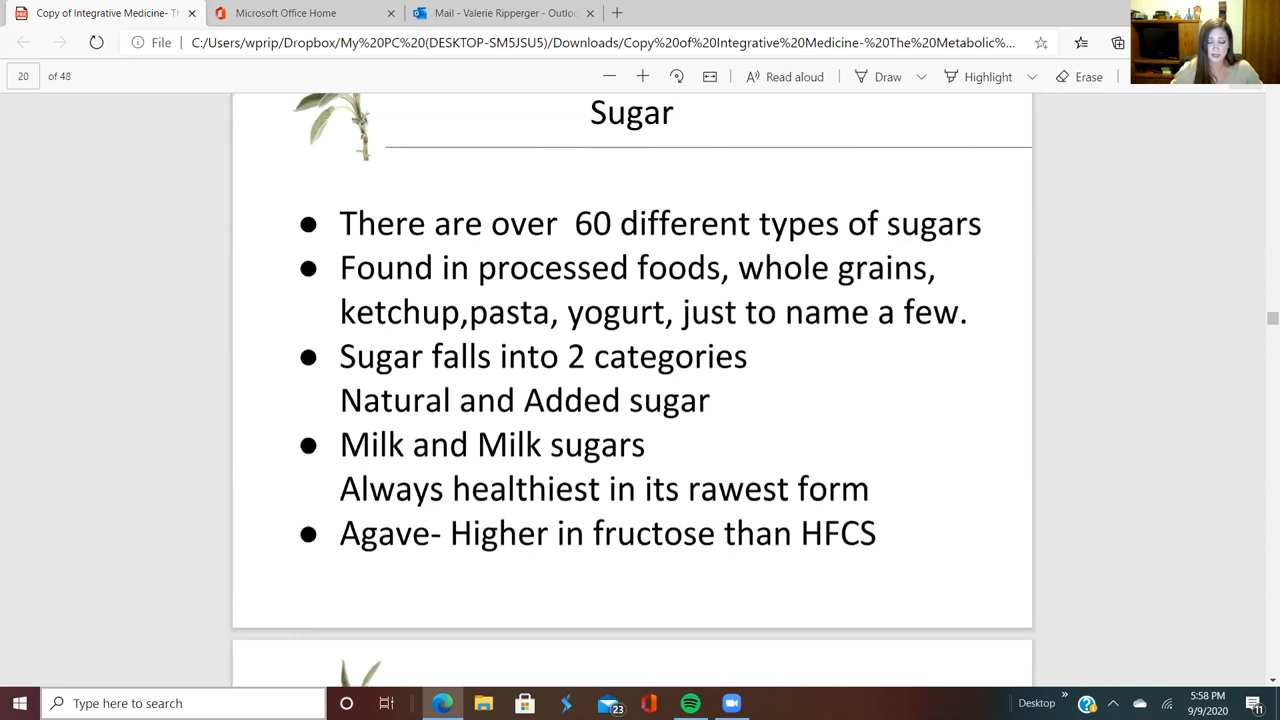 Copy of Integrative Medicine- Th
Microsoft Office Home
Mail - Valerie Ripperger - Outloo
File
C:/Users/wprip/Dropbox/My%20PC%20(DESKTOP-SM5JSU5)/Downloads/Copy%20of%20Integrative%20Medicine-%20The%20Metabolic%...
20 of 48
Read aloud
Draw
Highlight
Erase
Sugar
● There are over 60 different types of sugars
● Found in processed foods, whole grains,
ketchup,pasta, yogurt, just to name a few.
● Sugar falls into 2 categories
Natural and Added sugar
● Milk and Milk sugars
Always healthiest in its rawest form
● Agave- Higher in fructose than HFCS
Type here to search
23
Desktop
5:58 PM
9/9/2020
11